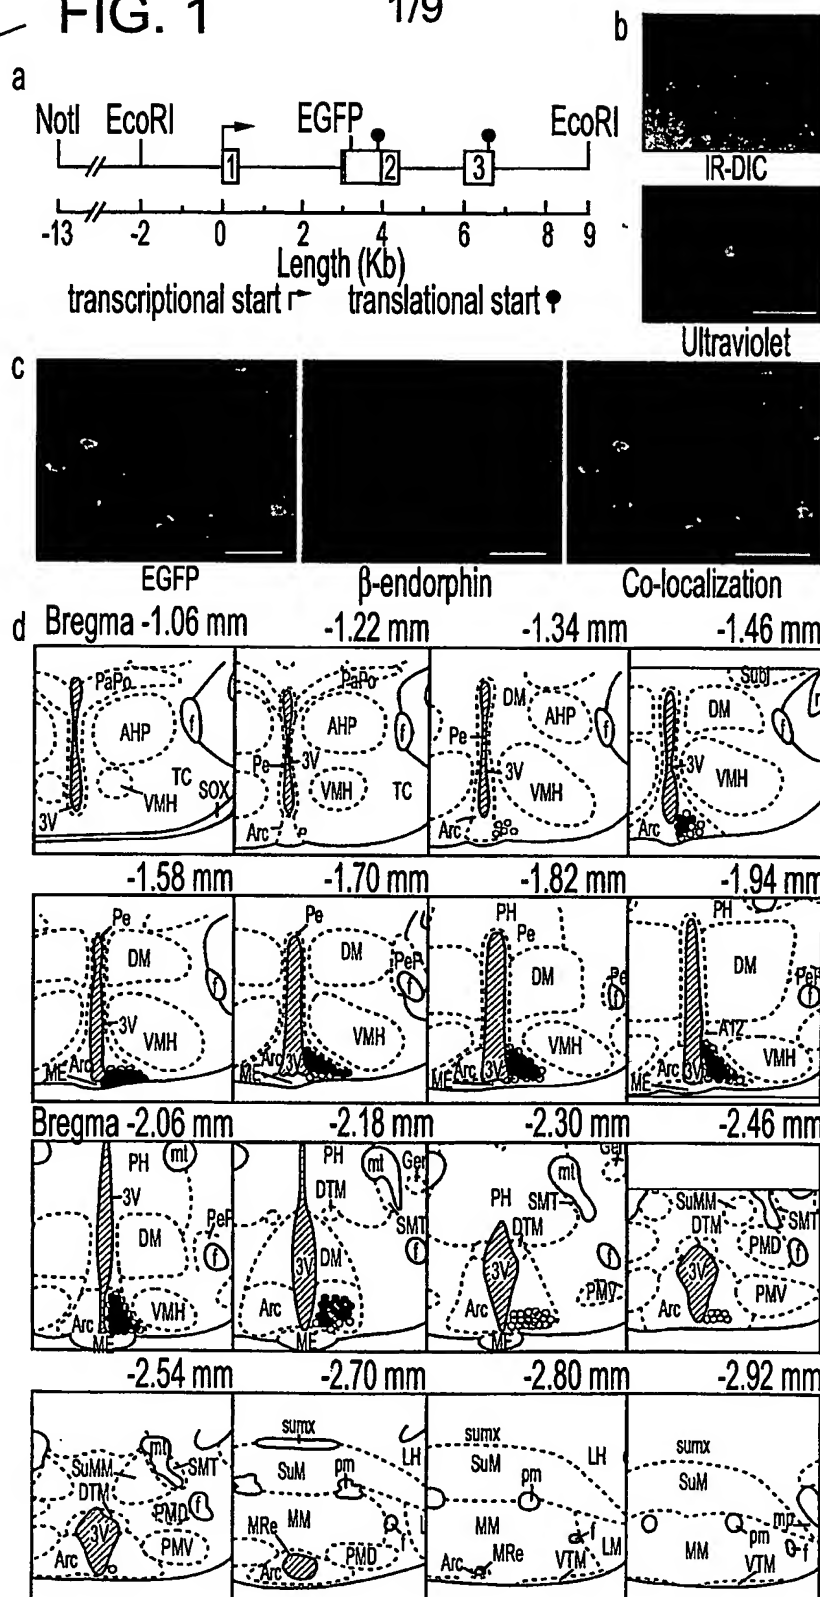 FIG. 1
1/9
a
NotI EcoRI EGFP EcoRI
1 2 3
-13 -2 0 2 4 6 8 9
Length (Kb)
transcriptional start translational start
b
IR-DIC
Ultraviolet
c
EGFP β-endorphin Co-localization
d Bregma -1.06 mm -1.22 mm -1.34 mm -1.46 mm
PaPo AHP f TC VMH SOX 3V
PaPo AHP f Pe 3V VMH TC Arc
DM AHP f Pe 3V VMH Arc
SubI DM 3V VMH Arc
-1.58 mm -1.70 mm -1.82 mm -1.94 mm
Pe DM f 3V VMH Arc ME
Pe DM PeF f VMH Arc 3V ME
PH Pe DM f VMH Arc 3V ME
PH DM PeF f A12 VMH Arc 3V ME
Bregma -2.06 mm -2.18 mm -2.30 mm -2.46 mm
PH mt 3V DM PeF f VMH Arc ME
PH mt Gem DTM SMT 3V DM f Arc ME
mt PH SMT DTM 3V f Arc PMV ME
SuMM DTM SMT PMD f 3V Arc PMV
-2.54 mm -2.70 mm -2.80 mm -2.92 mm
mt SuMM SMT DTM PMD f 3V Arc PMV
sumx LH SuM pm MM f MRe PMD Arc
sumx LH SuM pm MM f Arc MRe VTM LM
sumx SuM pm mp MM VTM f